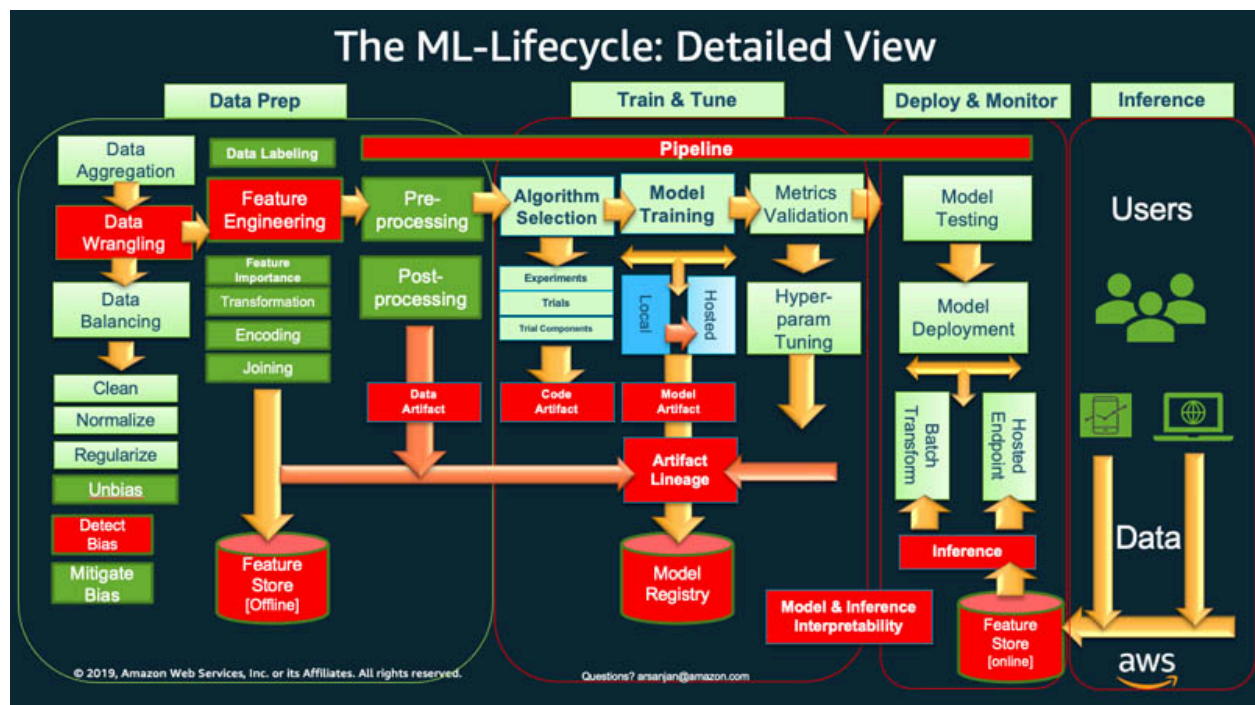 The ML-Lifecycle: Detailed View
Data Prep
Train & Tune
Deploy & Monitor
Inference
Pipeline
Data
Aggregation
Data
Wrangling
Data
Balancing
Clean
Normalize
Regularize
Unbias
Detect
Bias
Mitigate
Bias
Data Labeling
Feature
Engineering
Feature
Importance
Transformation
Encoding
Joining
Feature
Store
[Offline]
Pre-
processing
Post-
processing
Data
Artifact
Algorithm
Selection
Experiments
Trials
Trial Components
Code
Artifact
Model
Training
Local
Hosted
Model
Artifact
Artifact
Lineage
Model
Registry
Metrics
Validation
Hyper-
param
Tuning
Model & Inference
Interpretability
Model
Testing
Model
Deployment
Batch
Transform
Hosted
Endpoint
Inference
Feature
Store
[online]
Users
Data
aws
© 2019, Amazon Web Services, Inc. or its Affiliates. All rights reserved.
Questions? arsanjan@amazon.com